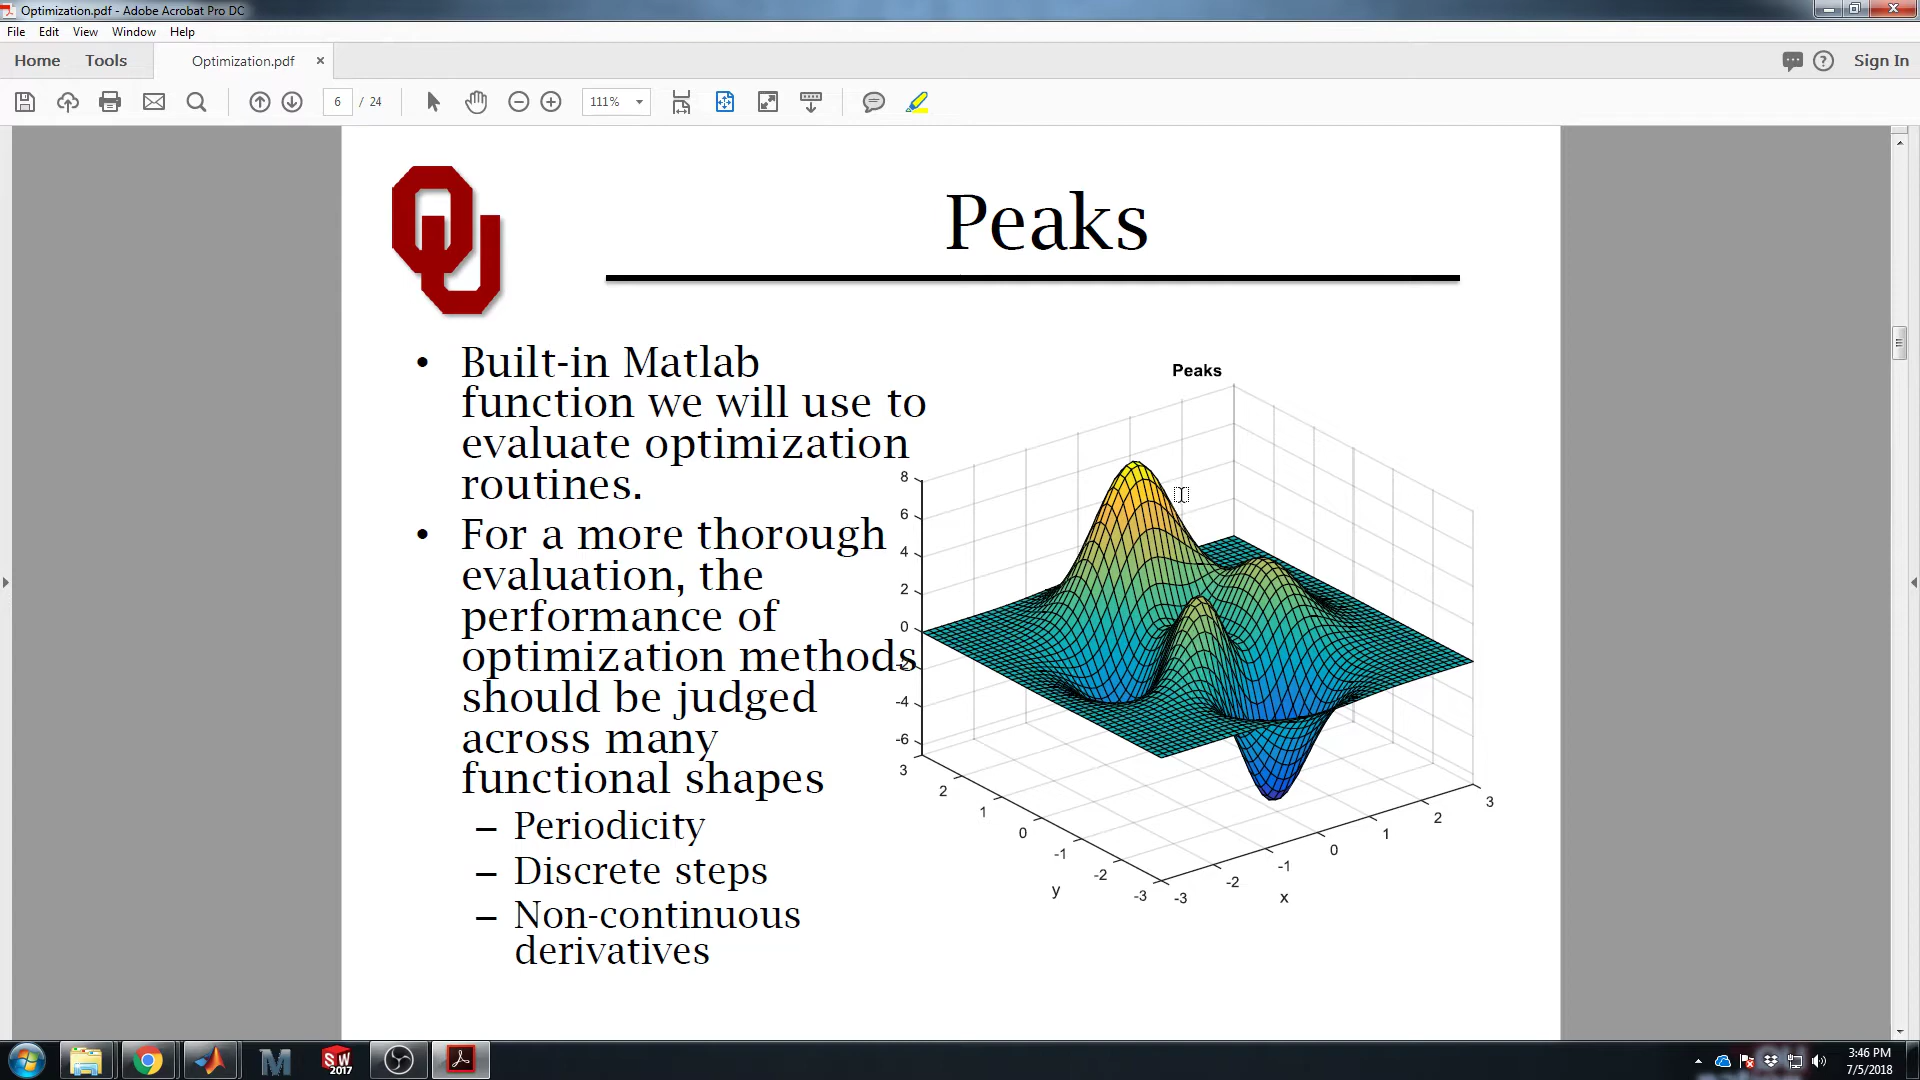 Optimization.pdf - Adobe Acrobat Pro DC
File Edit View Window Help
Home Tools Optimization.pdf × Sign In
6 / 24 111%
OU
Peaks
• Built-in Matlab
function we will use to
evaluate optimization
routines.
• For a more thorough
evaluation, the
performance of
optimization methods
should be judged
across many
functional shapes
– Periodicity
– Discrete steps
– Non-continuous
derivatives
Peaks
8
6
4
2
0
-2
-4
-6
3
2
1
0
-1
-2
-3
y
-3
-2
-1
0
1
2
3
x
SW
2017
3:46 PM
7/5/2018